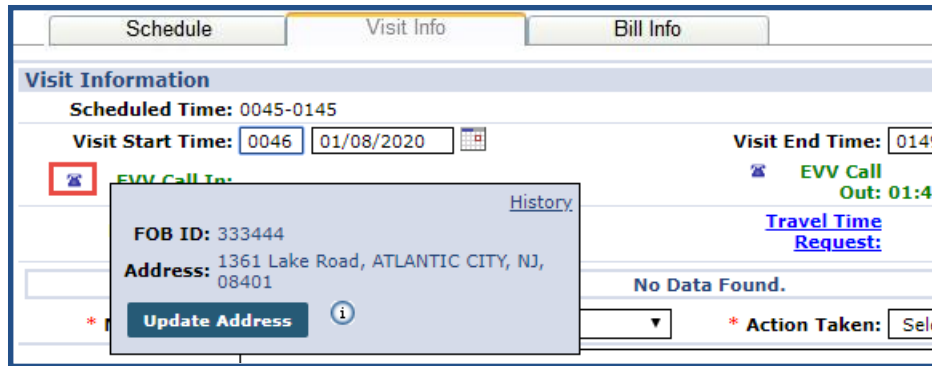 Schedule Visit Info Bill Info
Visit Information
Scheduled Time: 0045-0145
Visit Start Time: 0046 01/08/2020 Visit End Time:
EVV Call In: EVV Call
Out:
History
FOB ID: 333444
Travel Time
Request:
Address: 1361 Lake Road, ATLANTIC CITY, NJ,
08401
No Data Found.
Update Address
* Action Taken: